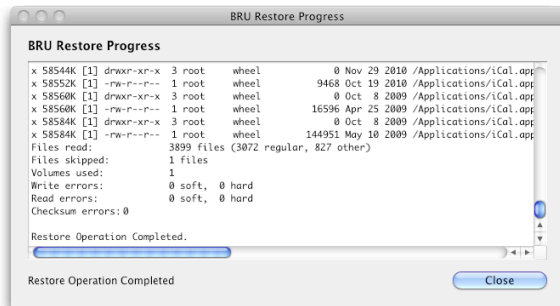 BRU Restore Progress
BRU Restore Progress
x 58544K [1] drwxr-xr-x 3 root wheel 0 Nov 29 2010 /Applications/iCal.app
x 58552K [1] -rw-r--r-- 1 root wheel 9468 Oct 19 2010 /Applications/iCal.app
x 58560K [1] drwxr-xr-x 3 root wheel 0 Oct 8 2009 /Applications/iCal.app
x 58560K [1] -rw-r--r-- 1 root wheel 16596 Apr 25 2009 /Applications/iCal.app
x 58584K [1] drwxr-xr-x 3 root wheel 0 Oct 8 2009 /Applications/iCal.app
x 58584K [1] -rw-r--r-- 1 root wheel 144951 May 10 2009 /Applications/iCal.app
Files read: 3899 files (3072 regular, 827 other)
Files skipped: 1 files
Volumes used: 1
Write errors: 0 soft, 0 hard
Read errors: 0 soft, 0 hard
Checksum errors: 0
Restore Operation Completed.
Restore Operation Completed
Close